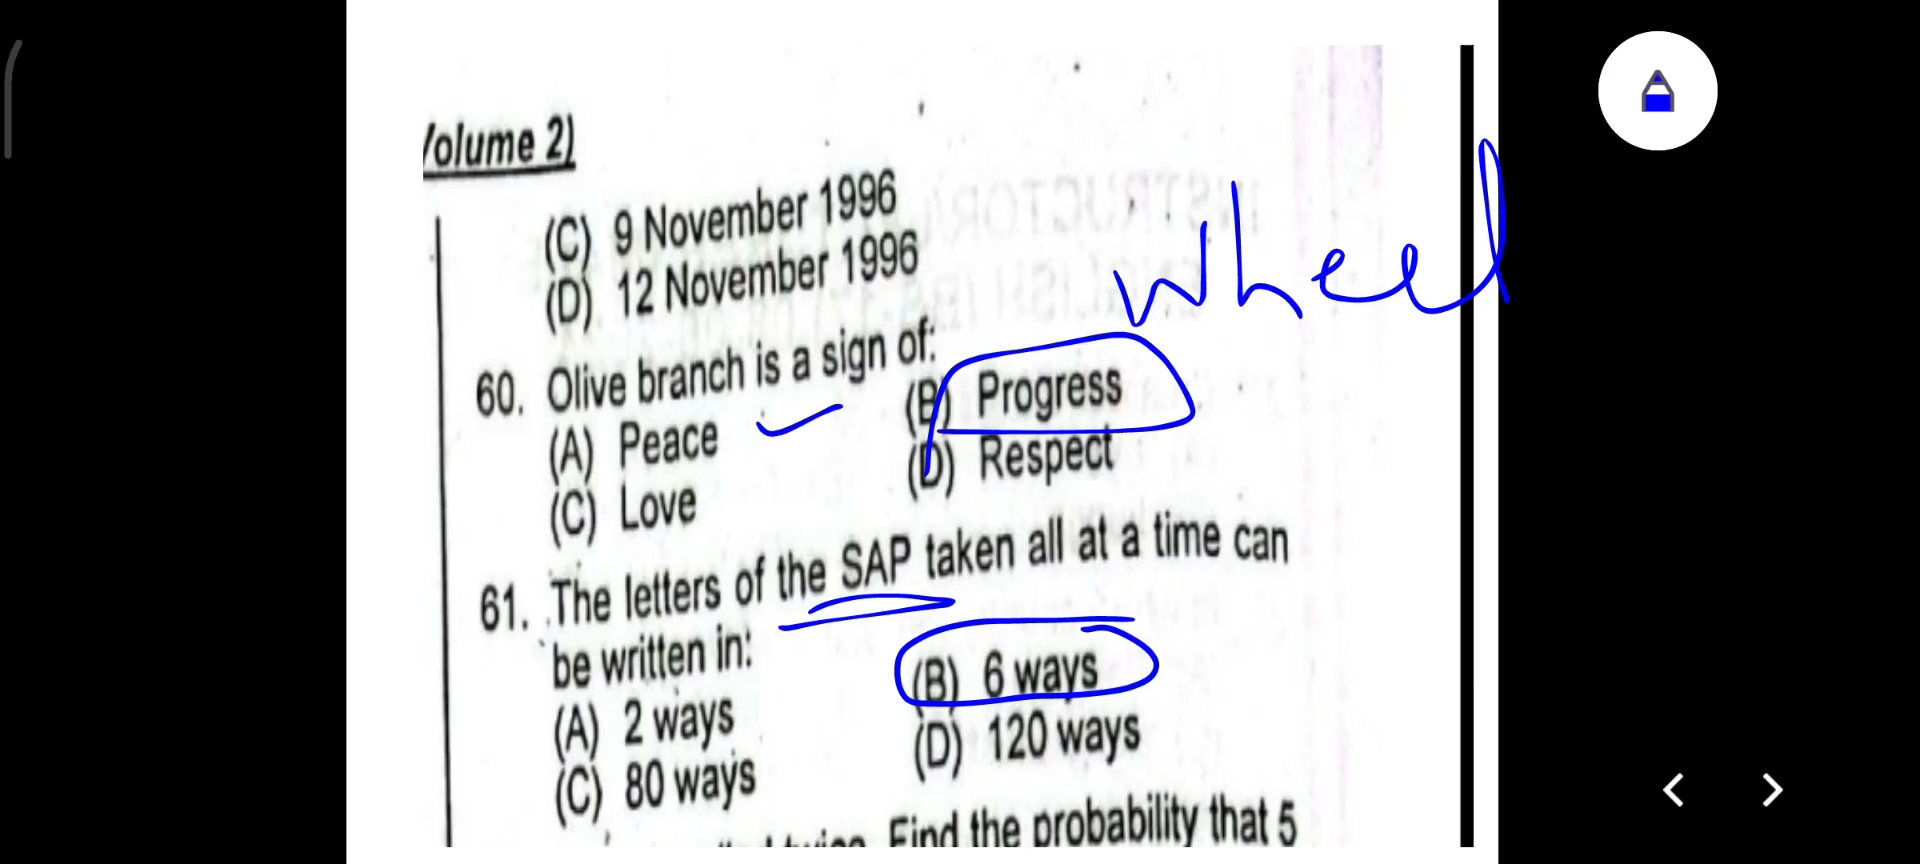 Volume 2)
(C) 9 November 1996
(D) 12 November 1996
wheel
60. Olive branch is a sign of:
(A) Peace (B) Progress
(C) Love (D) Respect
61. The letters of the SAP taken all at a time can
be written in:
(A) 2 ways (B) 6 ways
(C) 80 ways (D) 120 ways
twice. Find the probability that 5